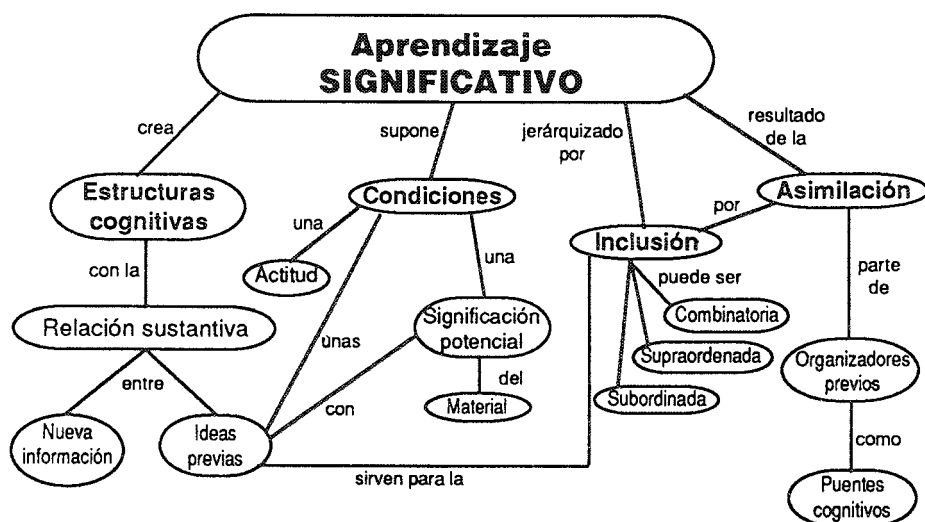 Aprendizaje
SIGNIFICATIVO
crea
supone
jerárquizado
por
resultado
de la
Estructuras
cognitivas
Condiciones
Asimilación
una
por
Inclusión
Actitud
una
con la
puede ser
parte
de
Combinatoria
Relación sustantiva
Significación
potencial
unas
Supraordenada
Organizadores
previos
entre
del
con
Material
Subordinada
Nueva
información
Ideas
previas
como
sirven para la
Puentes
cognitivos